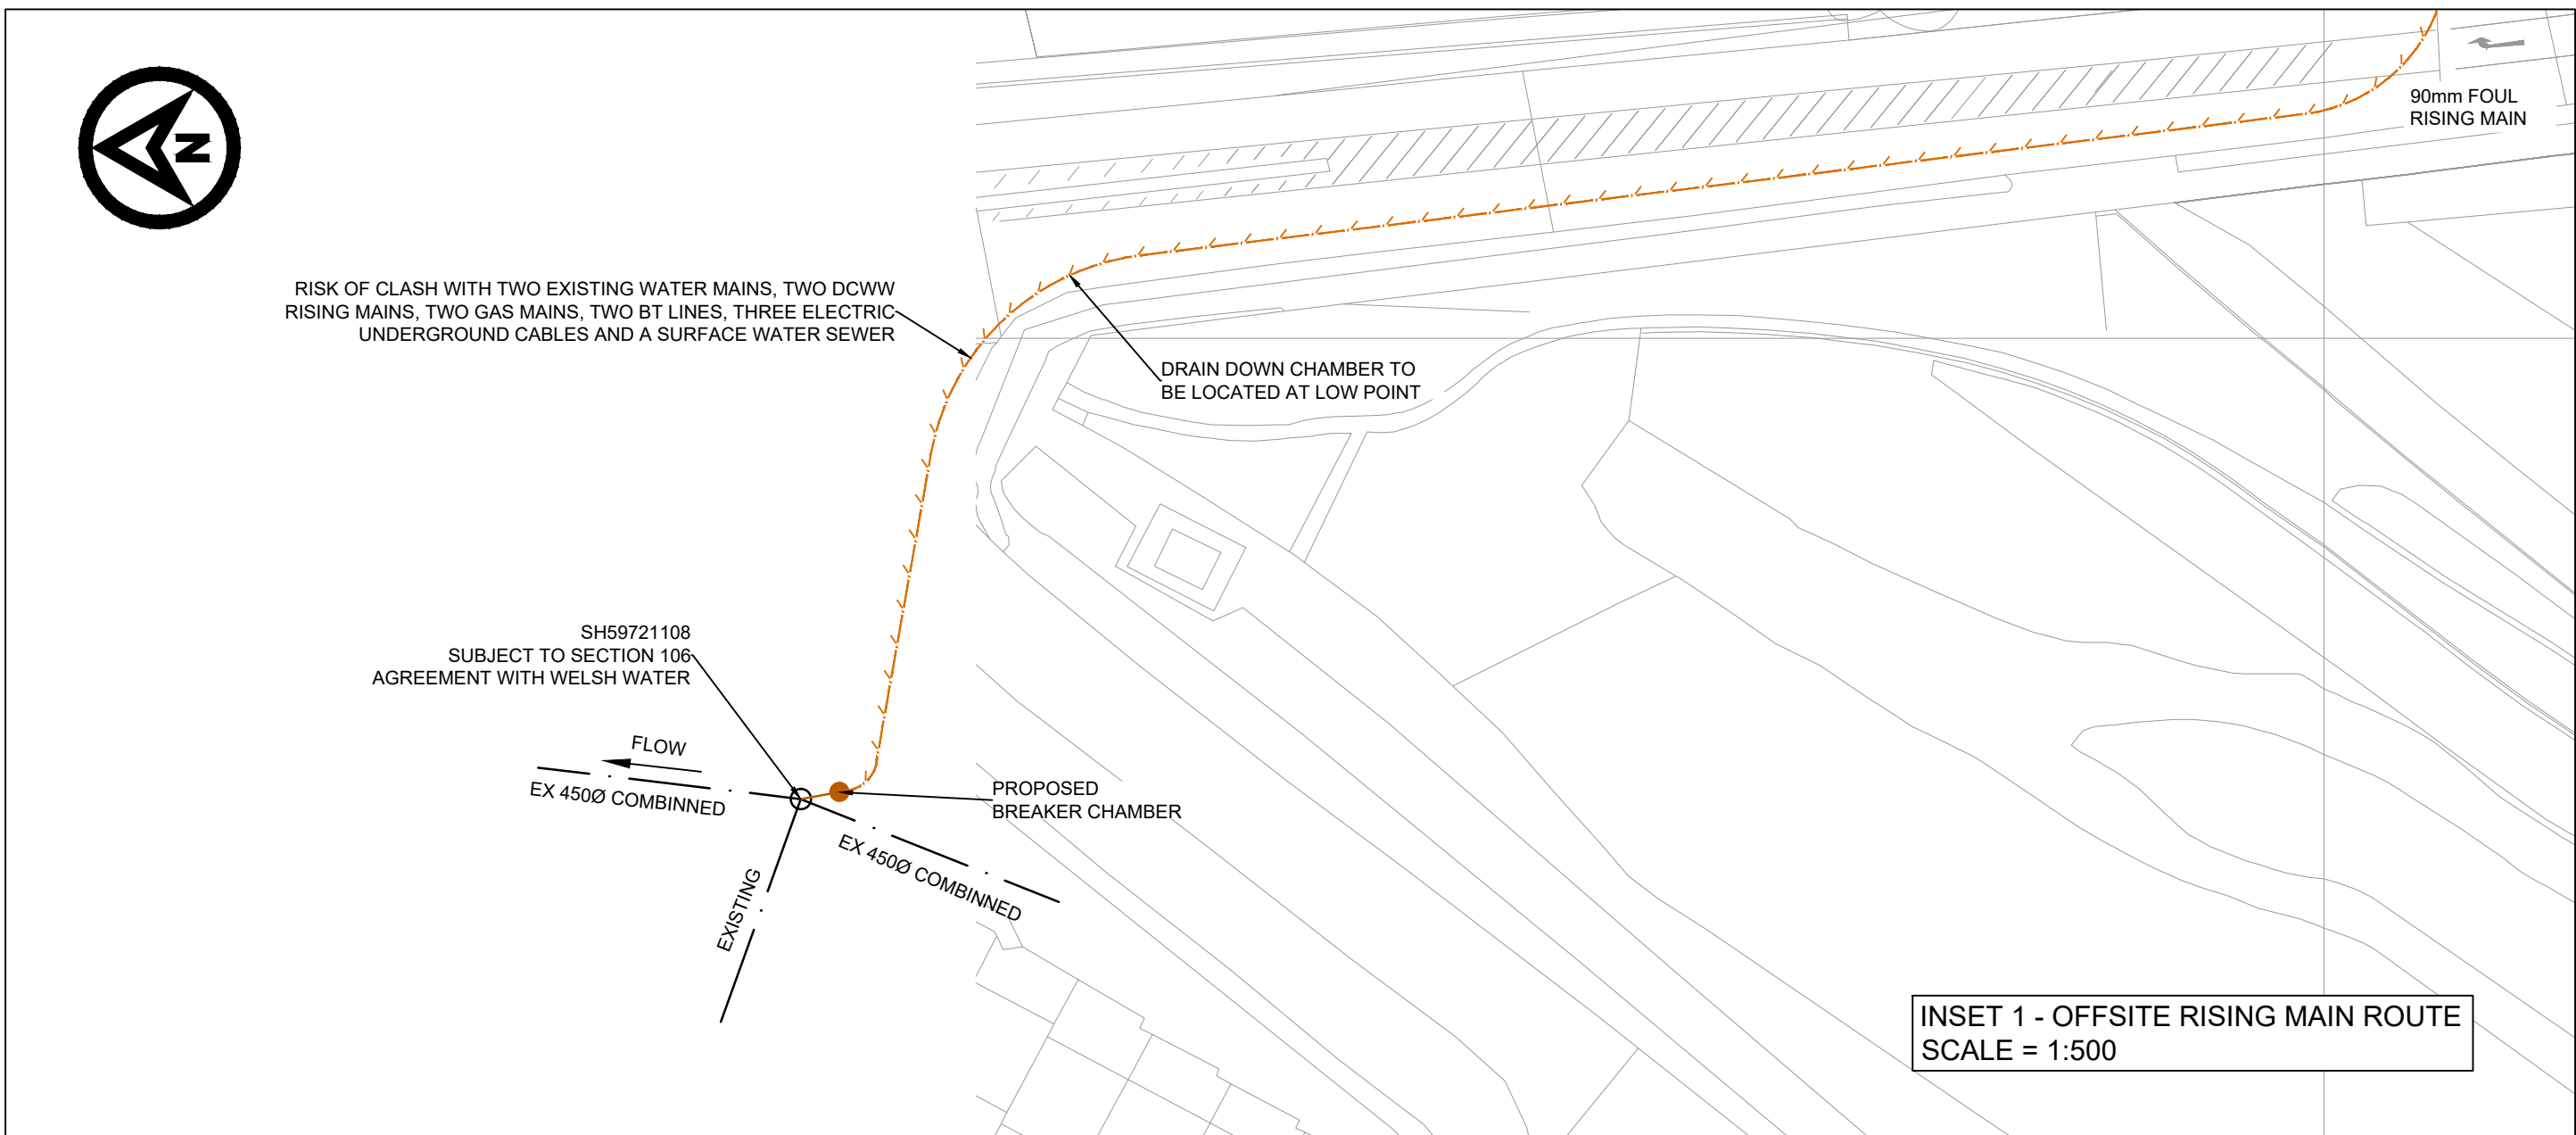 N
90mm FOUL
RISING MAIN
RISK OF CLASH WITH TWO EXISTING WATER MAINS, TWO DCWW
RISING MAINS, TWO GAS MAINS, TWO BT LINES, THREE ELECTRIC
UNDERGROUND CABLES AND A SURFACE WATER SEWER
DRAIN DOWN CHAMBER TO
BE LOCATED AT LOW POINT
SH59721108
SUBJECT TO SECTION 106
AGREEMENT WITH WELSH WATER
FLOW
EX 450Ø COMBINNED
PROPOSED
BREAKER CHAMBER
EX 450Ø COMBINNED
EXISTING
INSET 1 - OFFSITE RISING MAIN ROUTE
SCALE = 1:500